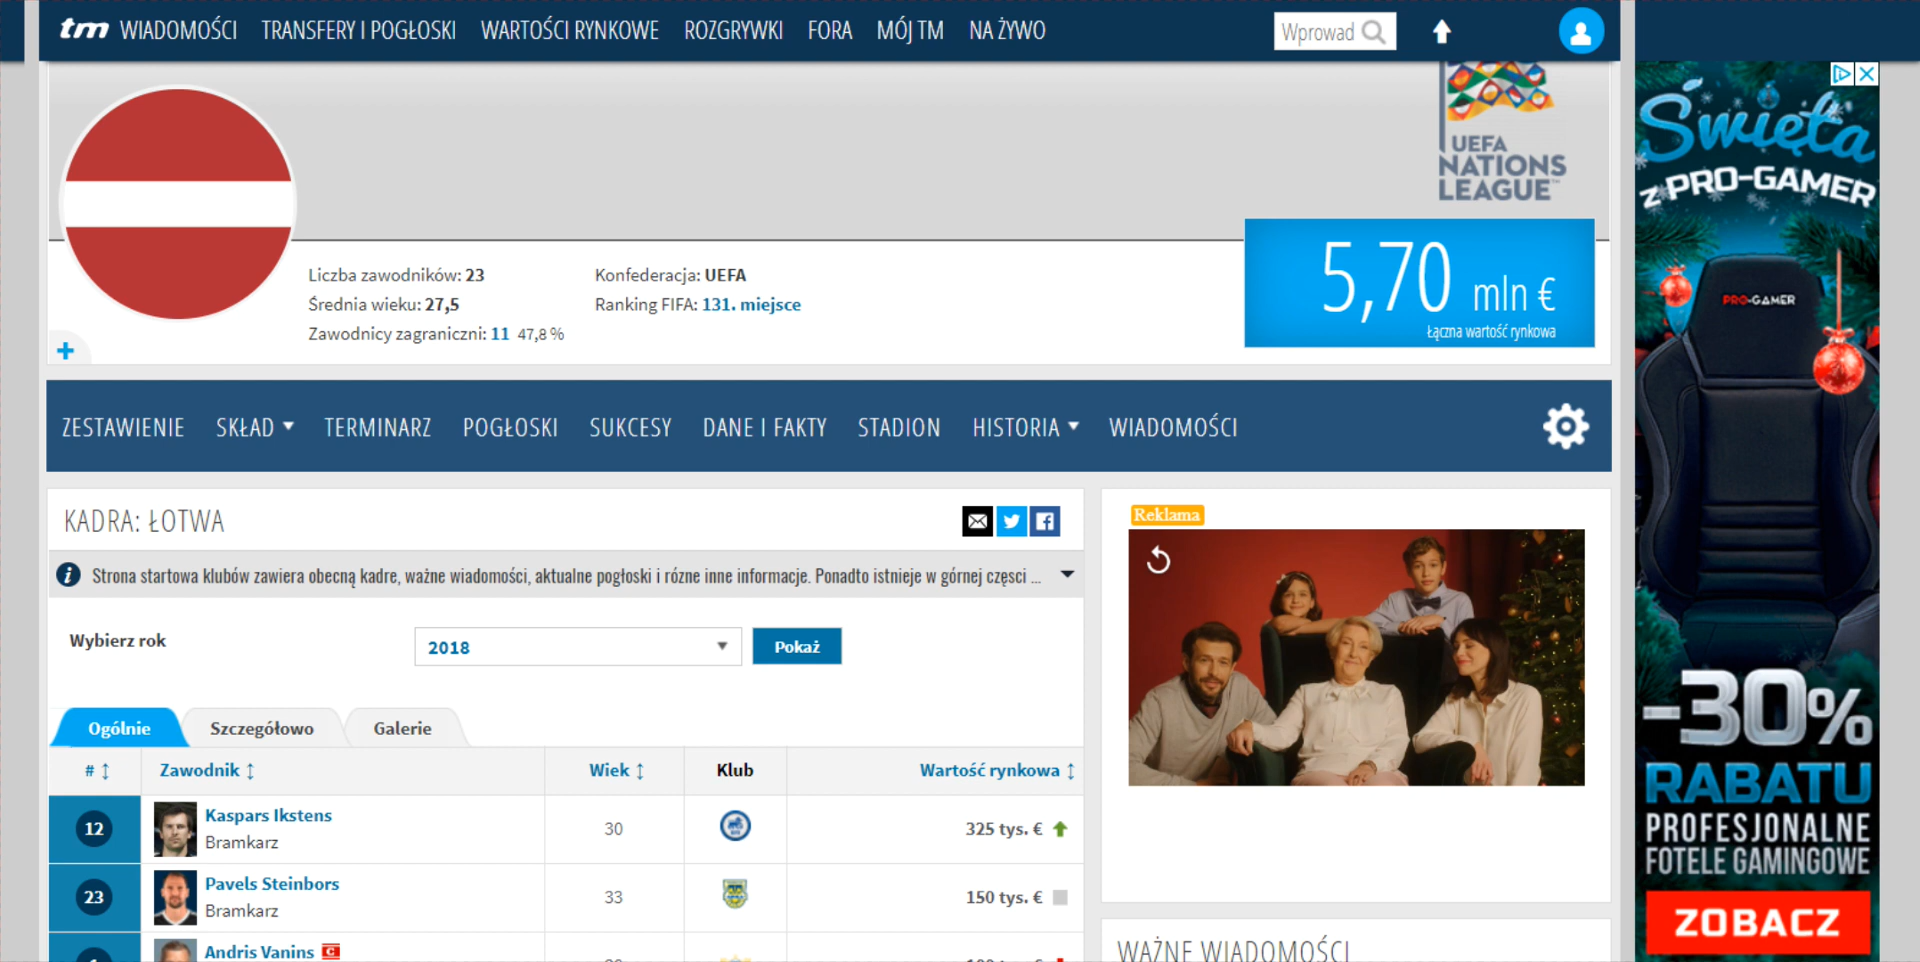 tm WIADOMOŚCI TRANSFERY I POGŁOSKI WARTOŚCI RYNKOWE ROZGRYWKI FORA MÓJ TM NA ŻYWO Wprowad
UEFA
NATIONS
LEAGUE™
Liczba zawodników: 23
Średnia wieku: 27,5
Zawodnicy zagraniczni: 11 47,8 %
Konfederacja: UEFA
Ranking FIFA: 131. miejsce
5,70 mln €
Łączna wartość rynkowa
ZESTAWIENIE SKŁAD TERMINARZ POGŁOSKI SUKCESY DANE I FAKTY STADION HISTORIA WIADOMOŚCI
KADRA: ŁOTWA
Strona startowa klubów zawiera obecną kadre, ważne wiadomości, aktualne pogłoski i rózne inne informacje. Ponadto istnieje w górnej częsci ...
Wybierz rok 2018 Pokaż
Ogólnie Szczegółowo Galerie
# Zawodnik Wiek Klub Wartość rynkowa
12 Kaspars Ikstens 30 325 tys. €
Bramkarz
23 Pavels Steinbors 33 150 tys. €
Bramkarz
Andris Vanins C
Reklama
WAŻNE WIADOMOŚCI
Święta
Z PRO-GAMER
PRO-GAMER
-30%
RABATU
PROFESJONALNE
FOTELE GAMINGOWE
ZOBACZ